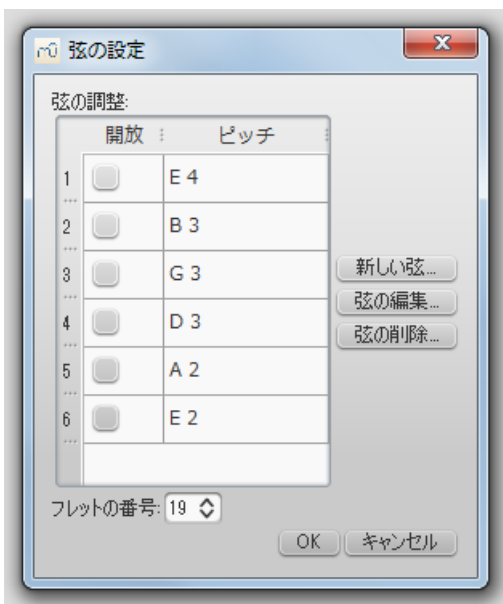 弦の設定
弦の調整:
開放 ピッチ
1 E 4
2 B 3
3 G 3
4 D 3
5 A 2
6 E 2
新しい弦...
弦の編集...
弦の削除...
フレットの番号: 19
OK キャンセル